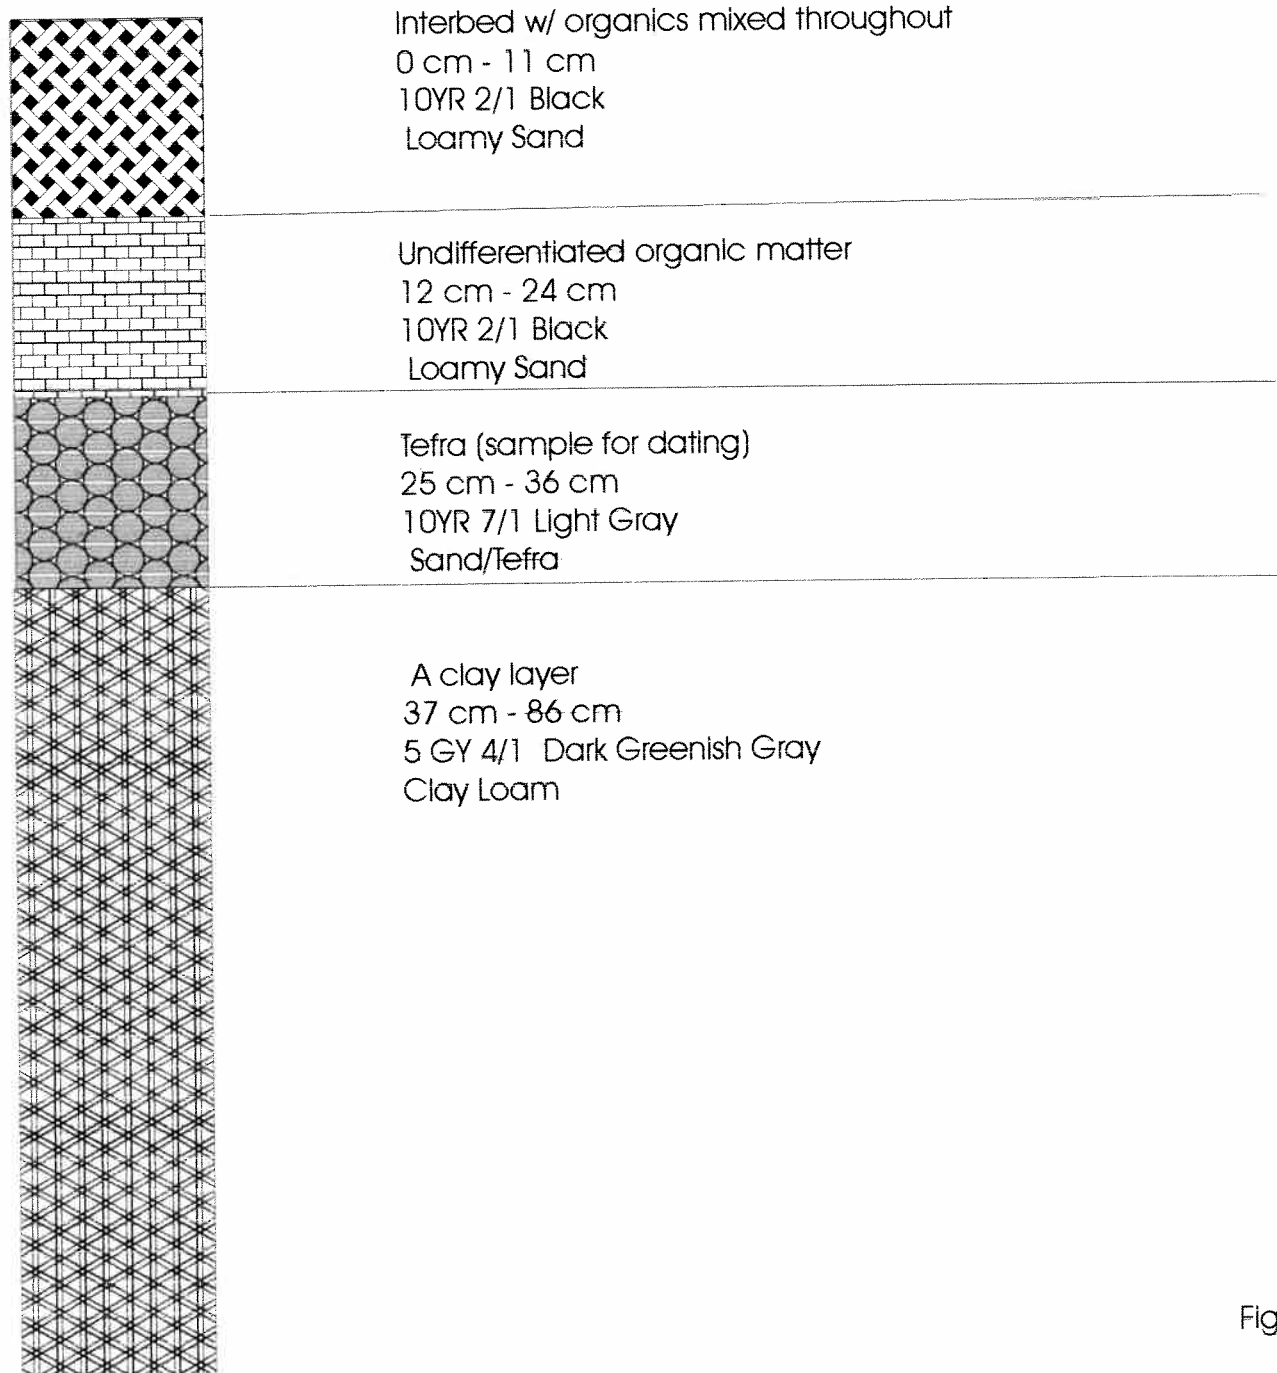 Interbed w/ organics mixed throughout
0 cm - 11 cm
10YR 2/1 Black
Loamy Sand
Undifferentiated organic matter
12 cm - 24 cm
10YR 2/1 Black
Loamy Sand
Tefra (sample for dating)
25 cm - 36 cm
10YR 7/1 Light Gray
Sand/Tefra
A clay layer
37 cm - 86 cm
5 GY 4/1 Dark Greenish Gray
Clay Loam
Fig